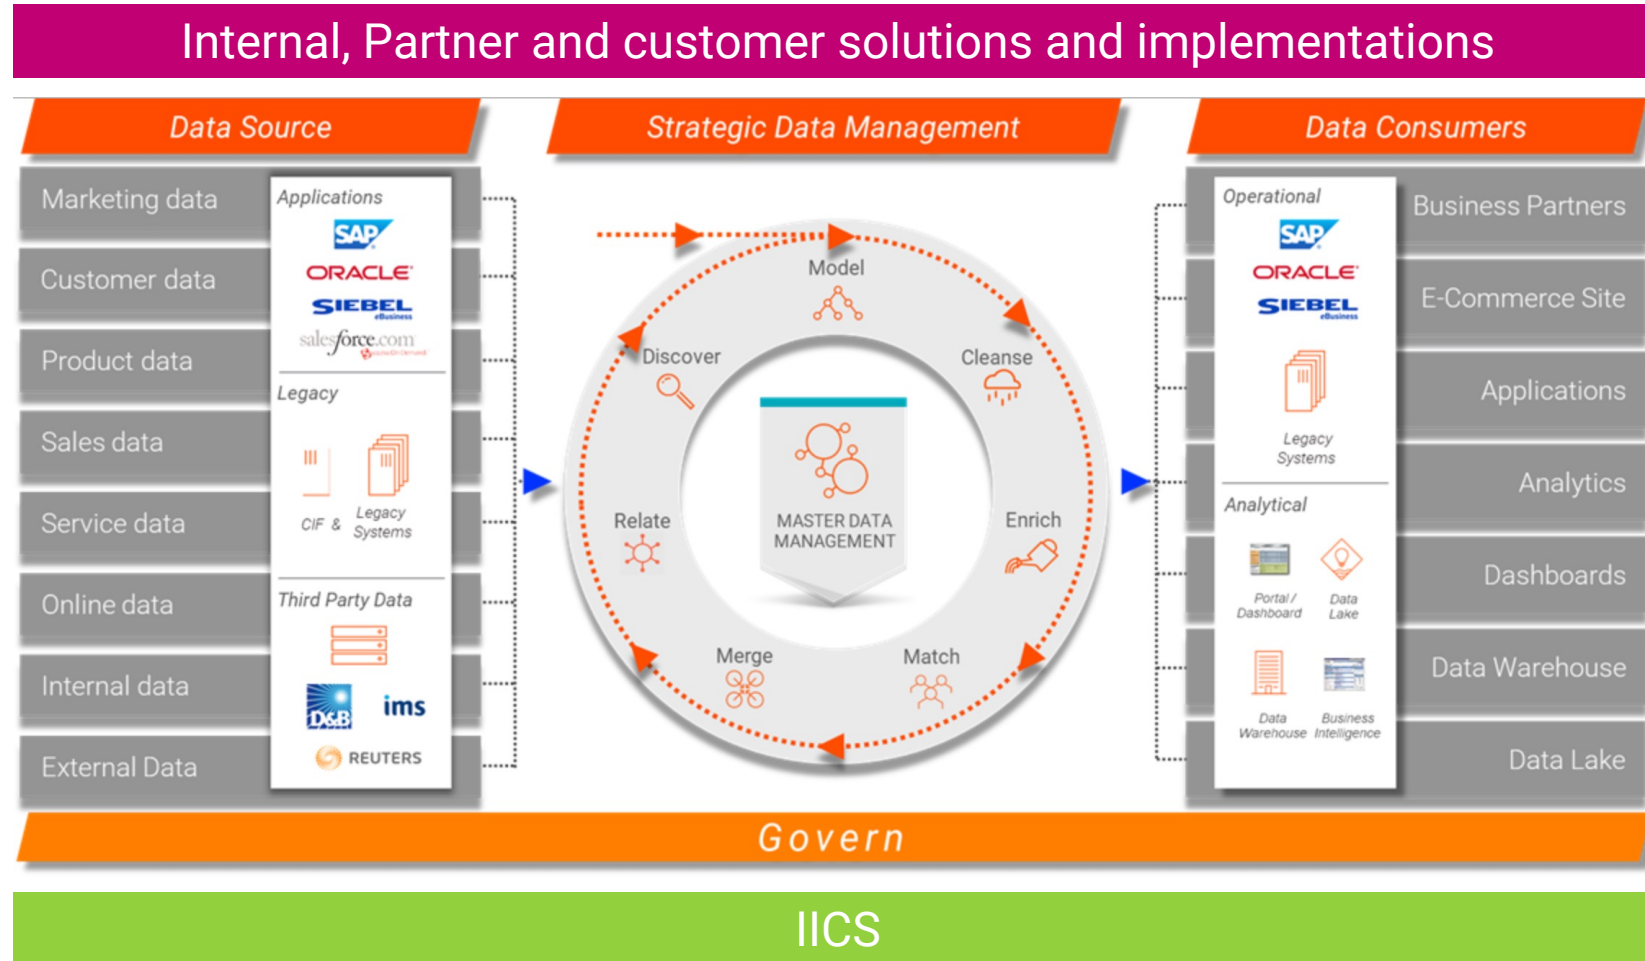 Internal, Partner and customer solutions and implementations
Data Source
Marketing data
Customer data
Product data
Sales data
Service data
Online data
Internal data
External Data
Applications
SAP
ORACLE
SIEBEL
eBusiness
salesforce.com
Legacy
CIF &
Legacy
Systems
Third Party Data
D&B
ims
REUTERS
Strategic Data Management
Model
Cleanse
Enrich
Match
Merge
Relate
Discover
MASTER DATA
MANAGEMENT
Data Consumers
Operational
SAP
ORACLE
SIEBEL
eBusiness
Legacy
Systems
Analytical
Portal /
Dashboard
Data
Lake
Data
Warehouse
Business
Intelligence
Business Partners
E-Commerce Site
Applications
Analytics
Dashboards
Data Warehouse
Data Lake
Govern
IICS